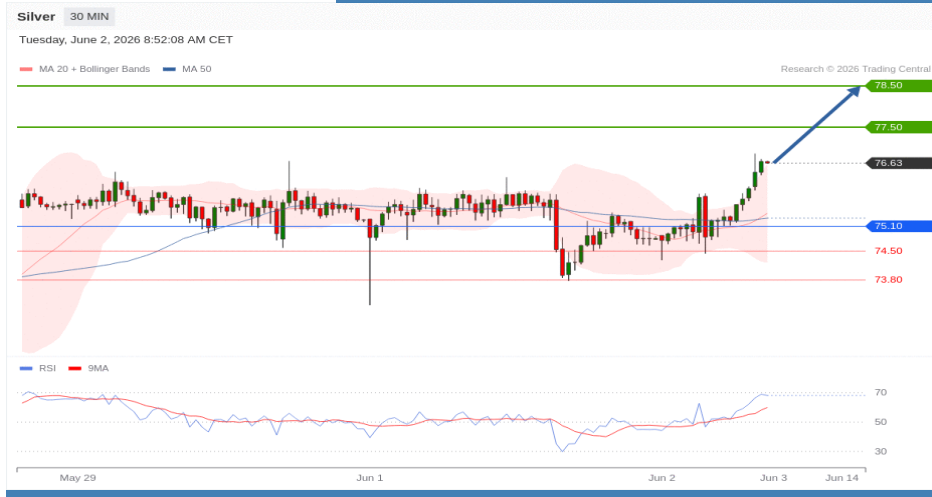 Silver 30 MIN
Tuesday, June 2, 2026 8:52:08 AM CET
MA 20 + Bollinger Bands MA 50
Research © 2026 Trading Central
78.50
77.50
76.63
75.10
74.50
73.80
RSI 9MA
70
50
30
May 29 Jun 1 Jun 2 Jun 3 Jun 14